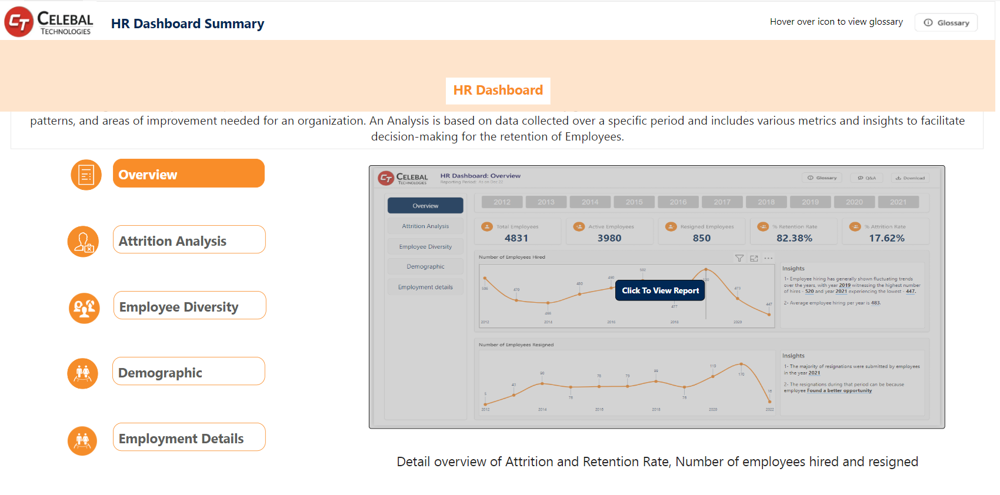 CT CELEBAL
TECHNOLOGIES
HR Dashboard Summary
Hover over icon to view glossary
Glossary
HR Dashboard
patterns, and areas of improvement needed for an organization. An Analysis is based on data collected over a specific period and includes various metrics and insights to facilitate
decision-making for the retention of Employees.
Overview
Attrition Analysis
Employee Diversity
Demographic
Employment Details
CT CELEBAL
TECHNOLOGIES
HR Dashboard: Overview
Reporting Period: As on Dec 22
Glossary
Q&A
Download
Overview
Attrition Analysis
Employee Diversity
Demographic
Employment details
2012 2013 2014 2015 2016 2017 2018 2019 2020 2021
Total Employees
4831
Active Employees
3980
Resigned Employees
850
% Retention Rate
82.38%
% Attrition Rate
17.62%
Number of Employees Hired
506 470 466 480 490 502 477 473 447
2012 2014 2016 2018 2020
Click To View Report
Insights
1- Employee hiring has generally shown fluctuating trends
over the years, with year 2019 witnessing the highest number
of hires - 520 and year 2021 experiencing the lowest - 447.
2- Average employee hiring per year is 483.
Number of Employees Resigned
5 43 90 76 78 79 99 76 119 170 16
2012 2014 2016 2018 2020 2022
Insights
1- The majority of resignations were submitted by employees
in the year 2021
2- The resignations during that period can be because
employee Found a better opportunity
Detail overview of Attrition and Retention Rate, Number of employees hired and resigned